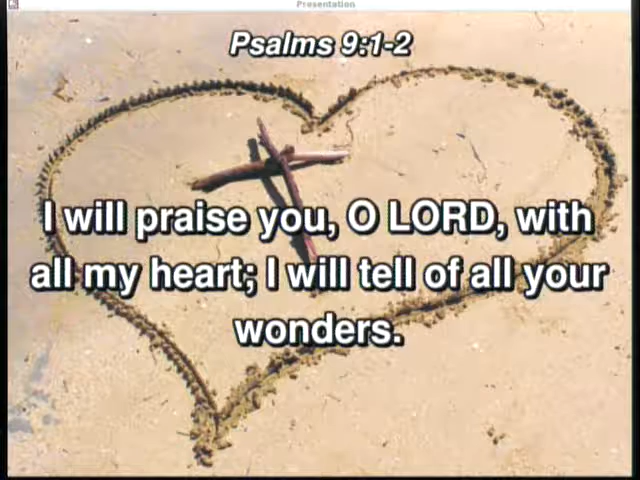 Presentation
Psalms 9:1-2
I will praise you, O LORD, with
all my heart; I will tell of all your
wonders.